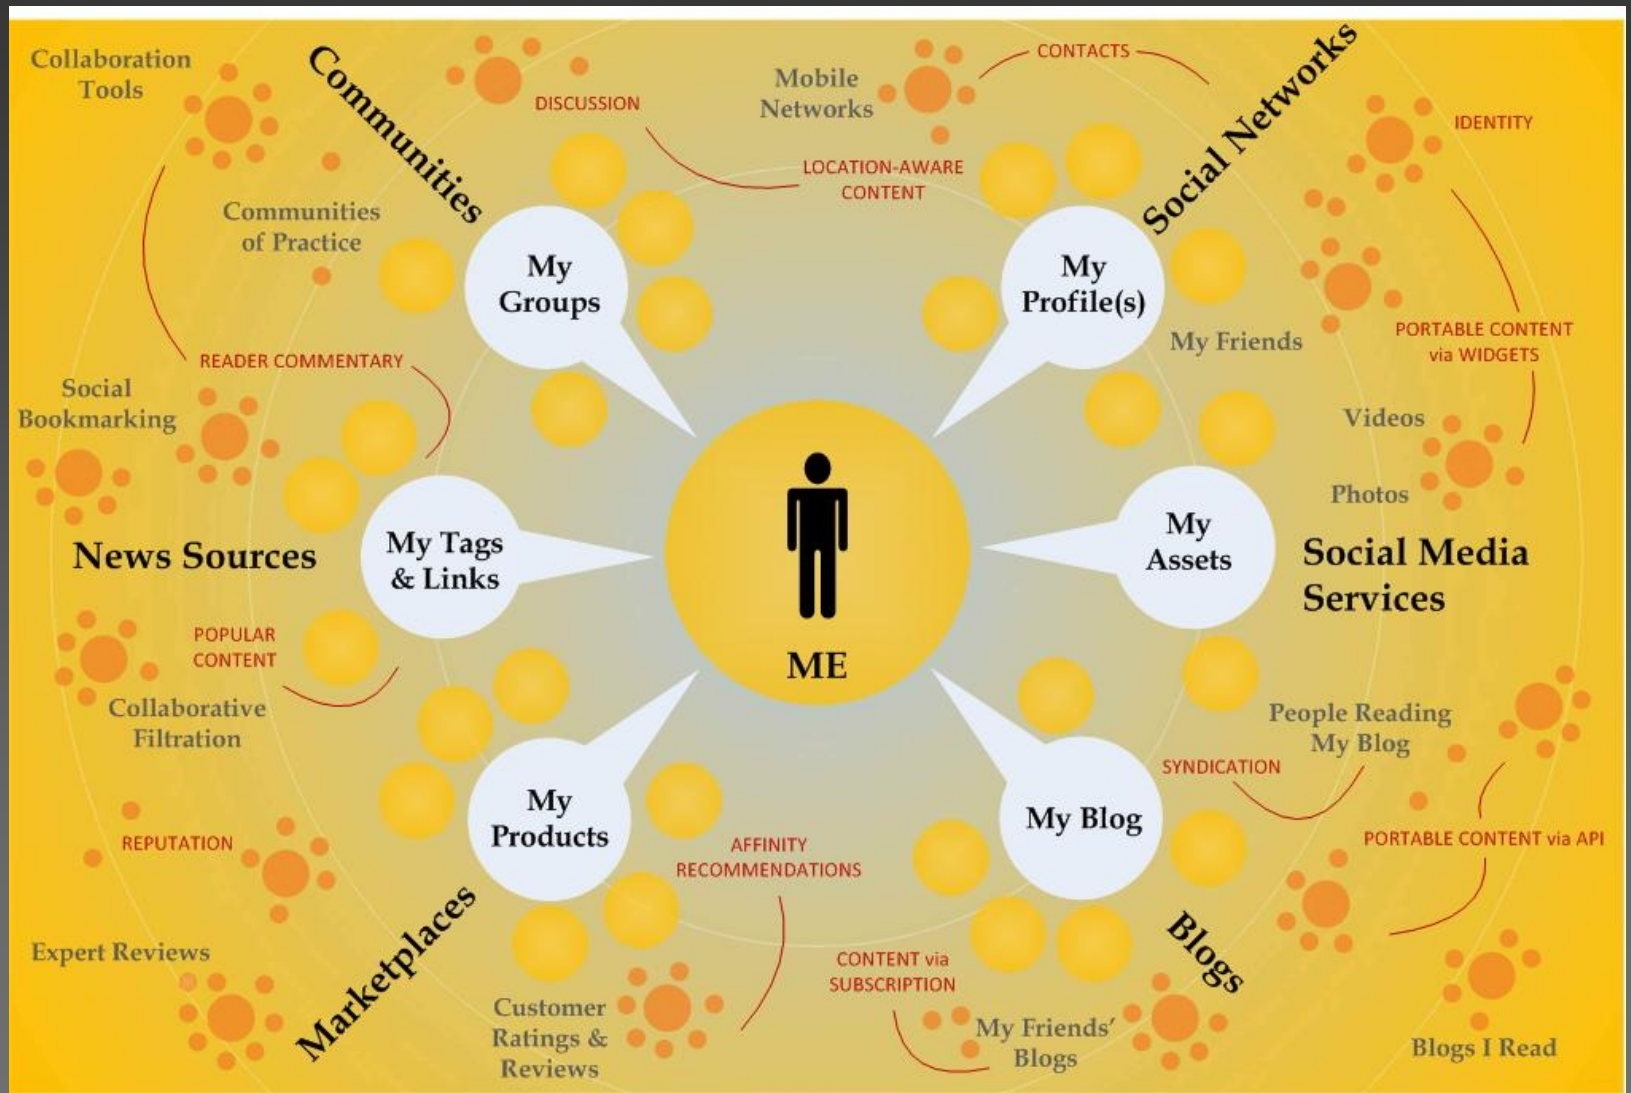 Collaboration
Tools
Communities
DISCUSSION
Mobile
Networks
CONTACTS
Social Networks
IDENTITY
LOCATION-AWARE
CONTENT
Communities
of Practice
My
Groups
My
Profile(s)
My Friends
PORTABLE CONTENT
via WIDGETS
READER COMMENTARY
Social
Bookmarking
Videos
Photos
News Sources
My Tags
& Links
ME
My
Assets
Social Media
Services
POPULAR
CONTENT
Collaborative
Filtration
People Reading
My Blog
SYNDICATION
My
Products
My Blog
PORTABLE CONTENT via API
REPUTATION
AFFINITY
RECOMMENDATIONS
Expert Reviews
Marketplaces
Blogs
CONTENT via
SUBSCRIPTION
Customer
Ratings &
Reviews
My Friends’
Blogs
Blogs I Read